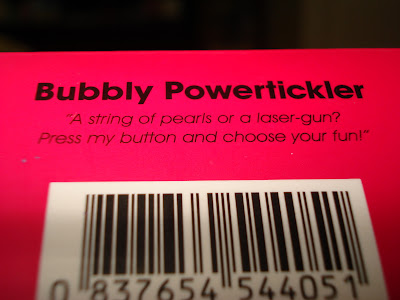 Bubbly Powertickler
"A string of pearls or a laser-gun?
Press my button and choose your fun!"
0 837654 544051